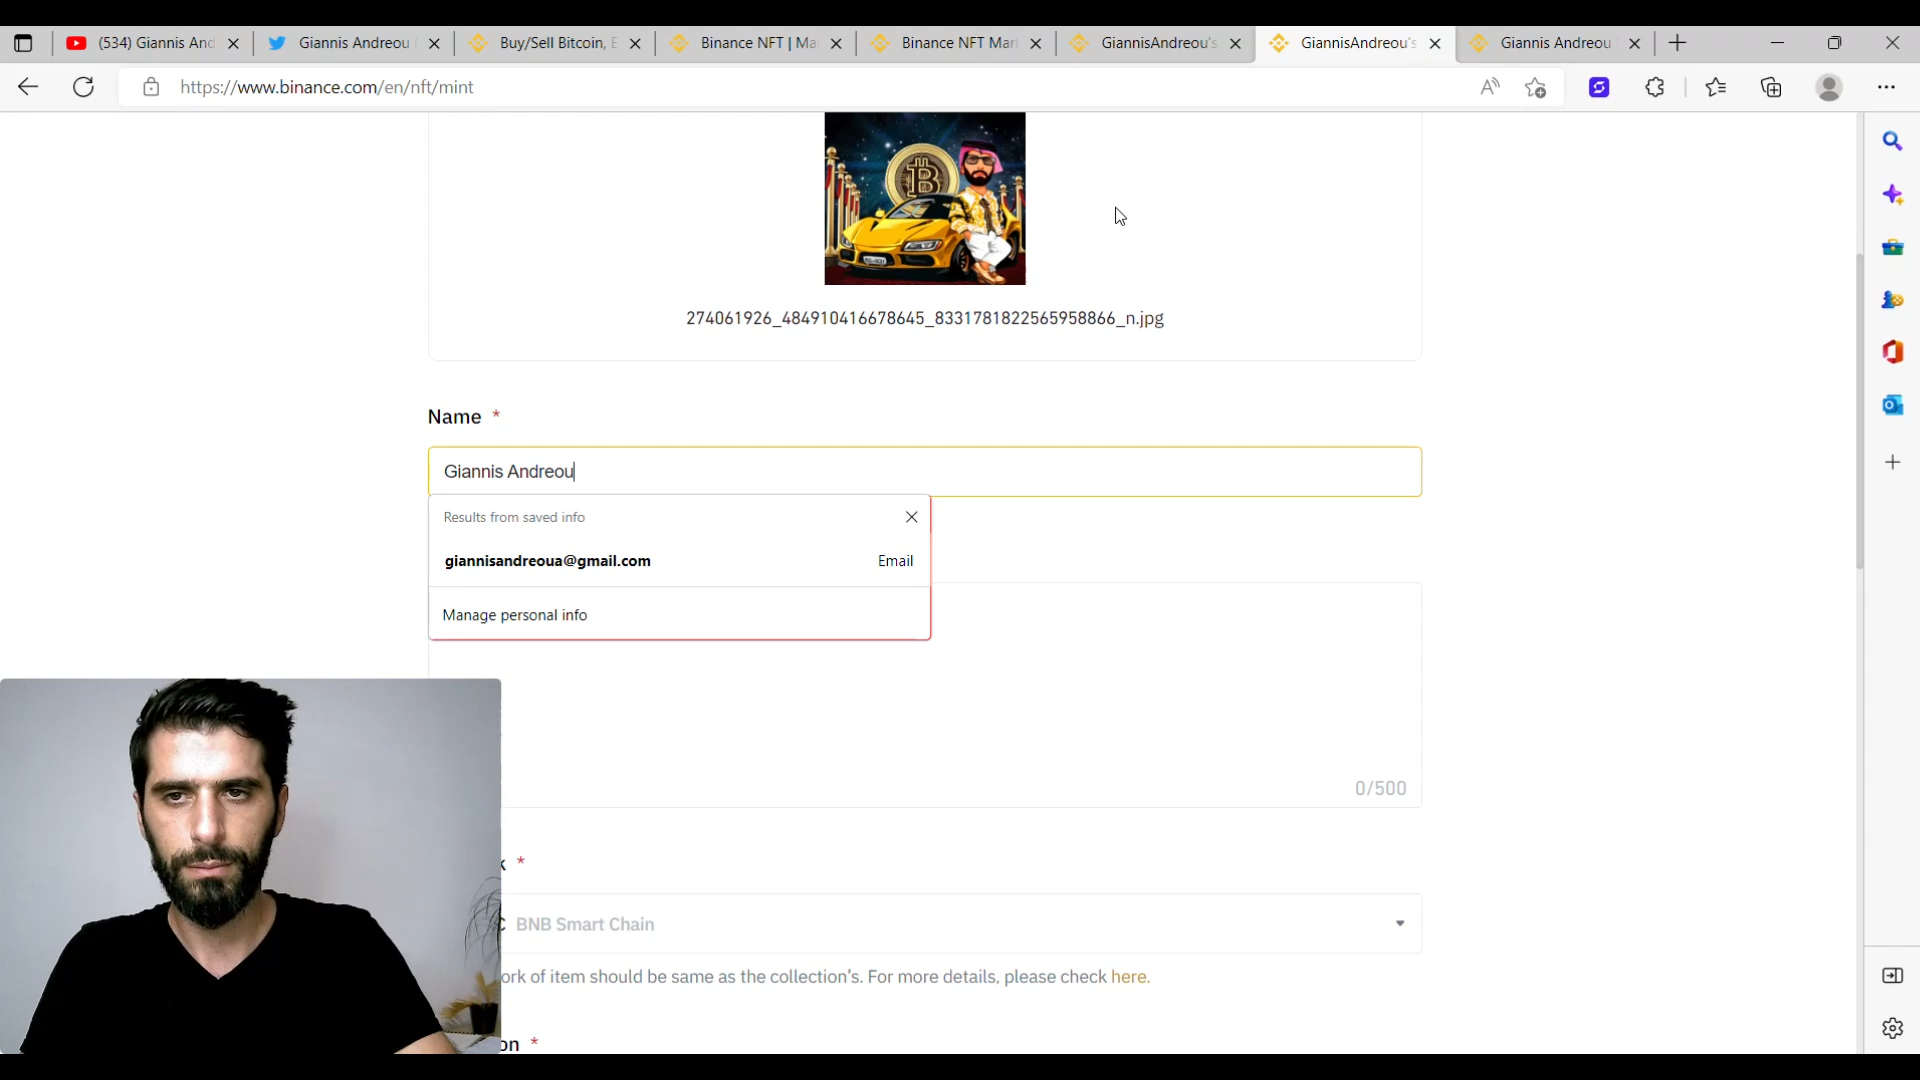 (534) Giannis And
Giannis Andreou
Buy/Sell Bitcoin, E
Binance NFT | Ma
Binance NFT Mar
GiannisAndreou's
GiannisAndreou's
Giannis Andreou
https://www.binance.com/en/nft/mint
274061926_484910416678645_8331781822565958866_n.jpg
Name *
Giannis Andreou
Results from saved info
giannisandreoua@gmail.com Email
Manage personal info
0/500
k *
BNB Smart Chain
ork of item should be same as the collection's. For more details, please check here.
on *